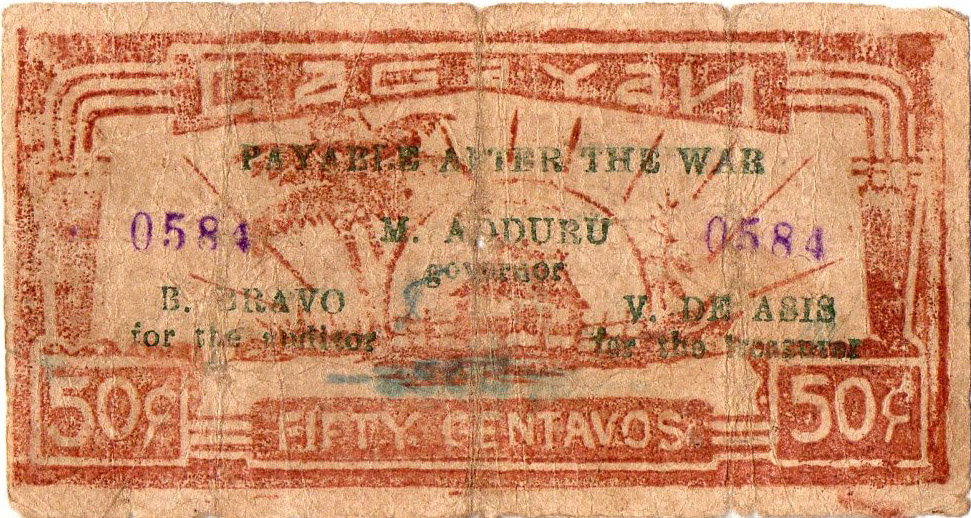 CAGAYAN
PAYABLE AFTER THE WAR
0584 M. ADDURU 0584
governor
B. BRAVO V. DE ASIS
for the auditor for the treasurer
50¢ FIFTY CENTAVOS 50¢